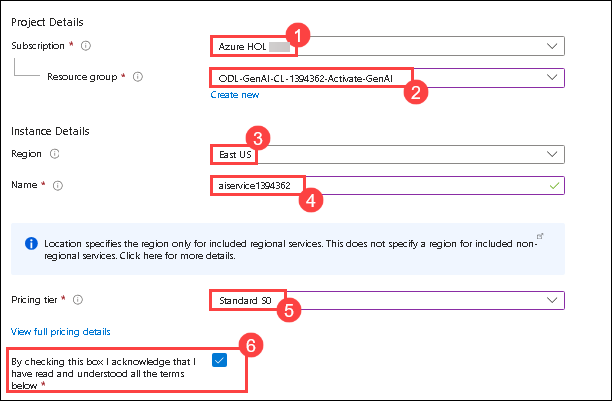 Project Details
1
Subscription *
Azure HOL
Resource group *
ODL-GenAI-CL-1394362-Activate-GenAI
2
Create new
Instance Details
3
Region
East US
Name *
aiservice1394362
4
Location specifies the region only for included regional services. This does not specify a region for included non-
regional services. Click here for more details.
Pricing tier *
Standard S0
5
View full pricing details
6
By checking this box I acknowledge that I
have read and understood all the terms
below *